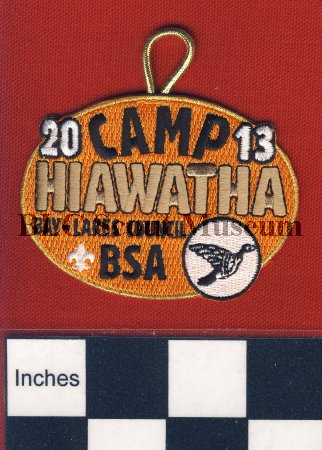 20 CAMP 13
HIAWATHA
BAY-LAKES COUNCIL
BSA
Inches